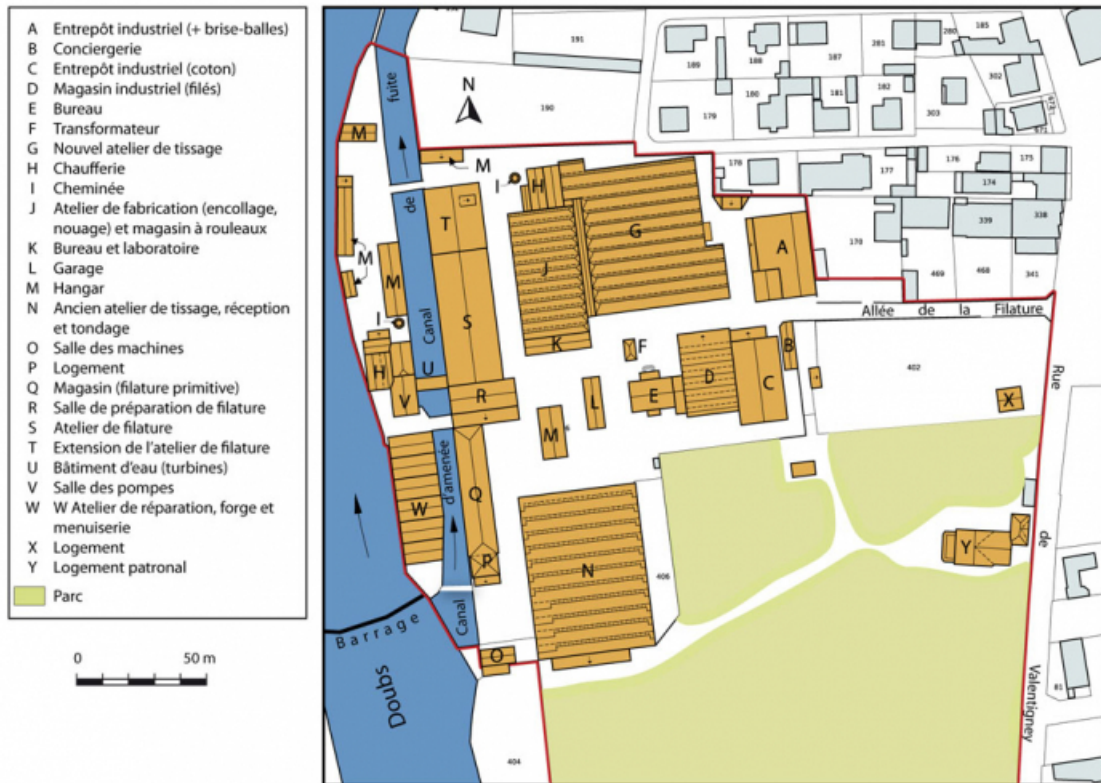 A Entrepôt industriel (+ brise-balles)
B Conciergerie
C Entrepôt industriel (coton)
D Magasin industriel (filés)
E Bureau
F Transformateur
G Nouvel atelier de tissage
H Chaufferie
I Cheminée
J Atelier de fabrication (encollage,
nouage) et magasin à rouleaux
K Bureau et laboratoire
L Garage
M Hangar
N Ancien atelier de tissage, réception
et tondage
O Salle des machines
P Logement
Q Magasin (filature primitive)
R Salle de préparation de filature
S Atelier de filature
T Extension de l'atelier de filature
U Bâtiment d'eau (turbines)
V Salle des pompes
W W Atelier de réparation, forge et
menuiserie
X Logement
Y Logement patronal
Parc
0 50 m
191
190
189
188
187
281
280
185
302
179
180
181
182
303
671
178
177
176
175
174
170
339
338
469
468
341
N
fuite
de
Canal
M
M
I
H
T
J
G
A
M
M
I
S
K
H
U
V
R
F
E
D
C
B
L
M
Allée de la Filature
402
X
Rue
de
Valentigney
W
d'amenée
Q
P
N
406
Y
Canal
Barrage
O
Doubs
404
81